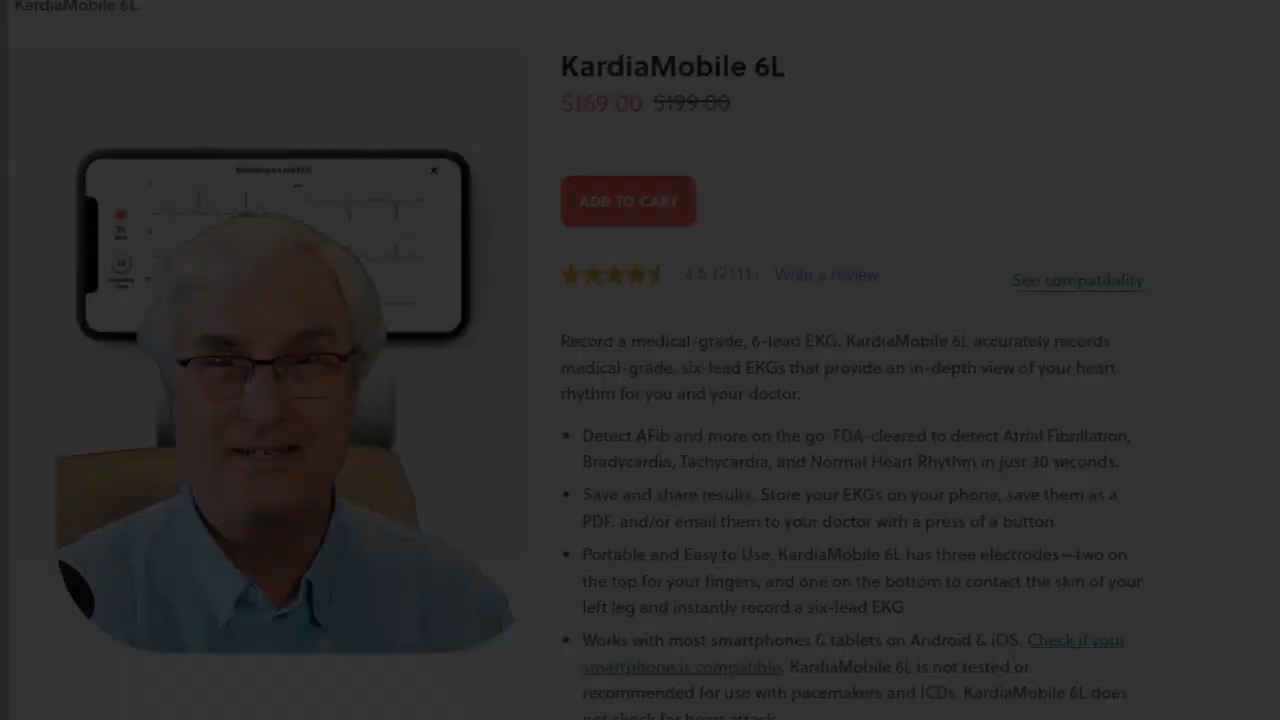 KardiaMobile 6L
KardiaMobile 6L
$169.00 $199.00
ADD TO CART
4.5 (2111) Write a review
See compatibility
Record a medical-grade, 6-lead EKG. KardiaMobile 6L accurately records
medical-grade, six-lead EKGs that provide an in-depth view of your heart
rhythm for you and your doctor.
• Detect AFib and more on the go. FDA-cleared to detect Atrial Fibrillation,
Bradycardia, Tachycardia, and Normal Heart Rhythm in just 30 seconds.
• Save and share results. Store your EKGs on your phone, save them as a
PDF, and/or email them to your doctor with a press of a button
• Portable and Easy to Use. KardiaMobile 6L has three electrodes—two on
the top for your fingers, and one on the bottom to contact the skin of your
left leg and instantly record a six-lead EKG
• Works with most smartphones & tablets on Android & iOS. Check if your
smartphone is compatible. KardiaMobile 6L is not tested or
recommended for use with pacemakers and ICDs. KardiaMobile 6L does
not check for heart attack.